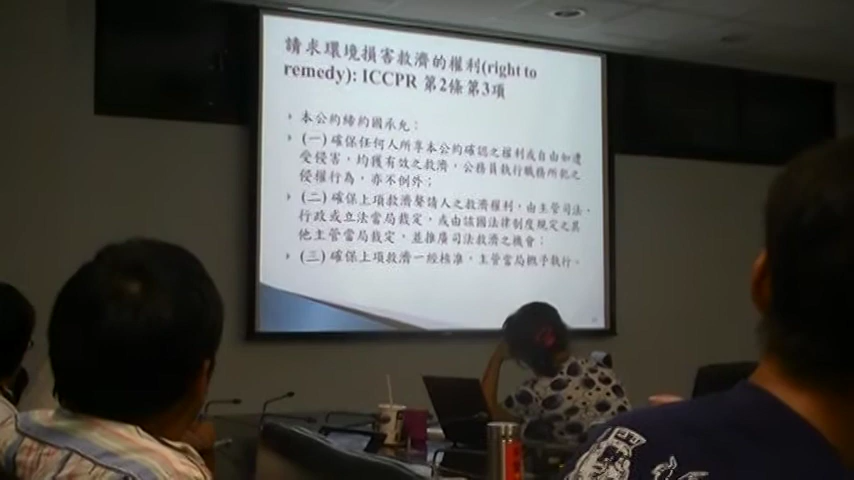 請求環境損害救濟的權利(right to
remedy): ICCPR 第2條第3項
本公約締約國承允：
(一) 確保任何人所享本公約確認之權利或自由如遭
受侵害，均獲有效之救濟，公務員執行職務所犯之
侵權行為，亦不例外；
(二) 確保上項救濟聲請人之救濟權利，由主管司法、
行政或立法當局裁定，或由該國法律制度規定之其
他主管當局裁定，並推廣司法救濟之機會；
(三) 確保上項救濟一經核准，主管當局概予執行。